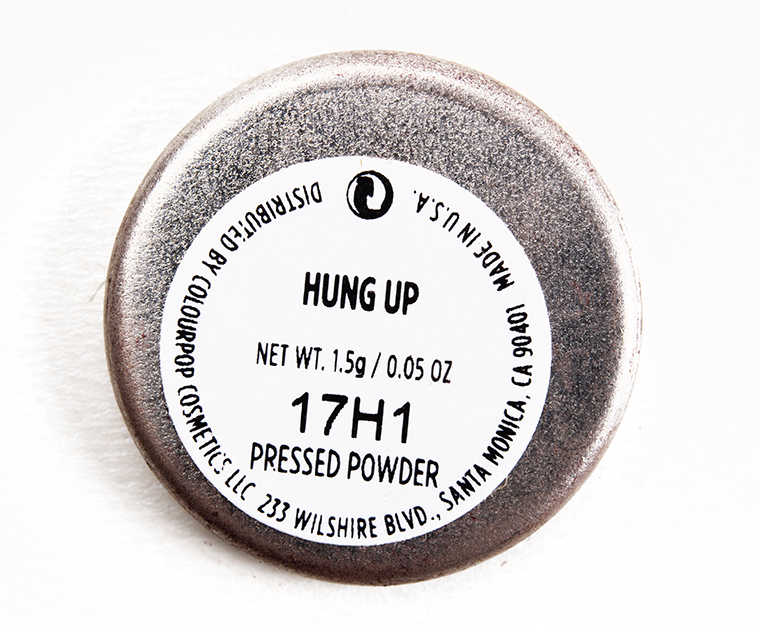 HUNG UP
NET WT. 1.5g / 0.05 OZ
17H1
PRESSED POWDER
DISTRIBUTED BY COLOURPOP COSMETICS LLC 233 WILSHIRE BLVD., SANTA MONICA, CA 90401 MADE IN U.S.A.